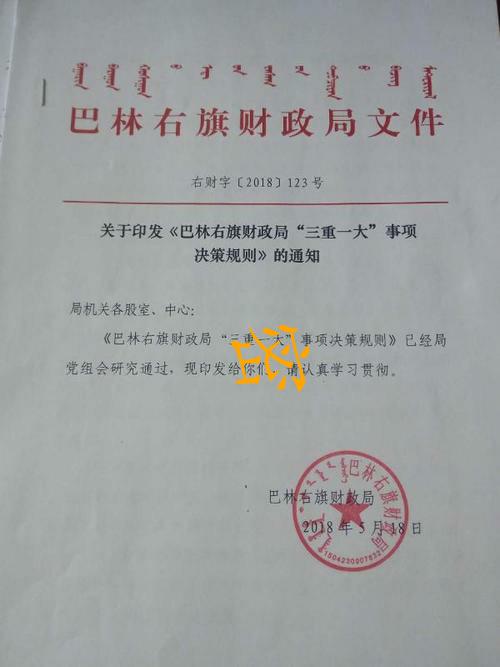 巴林右旗财政局文件
右财字〔2018〕123号
关于印发《巴林右旗财政局“三重一大”事项
决策规则》的通知
局机关各股室、中心：
《巴林右旗财政局“三重一大”事项决策规则》已经局
党组会研究通过，现印发给你们，请认真学习贯彻。
巴林右旗财政局
2018年5月18日
巴林右旗财政局